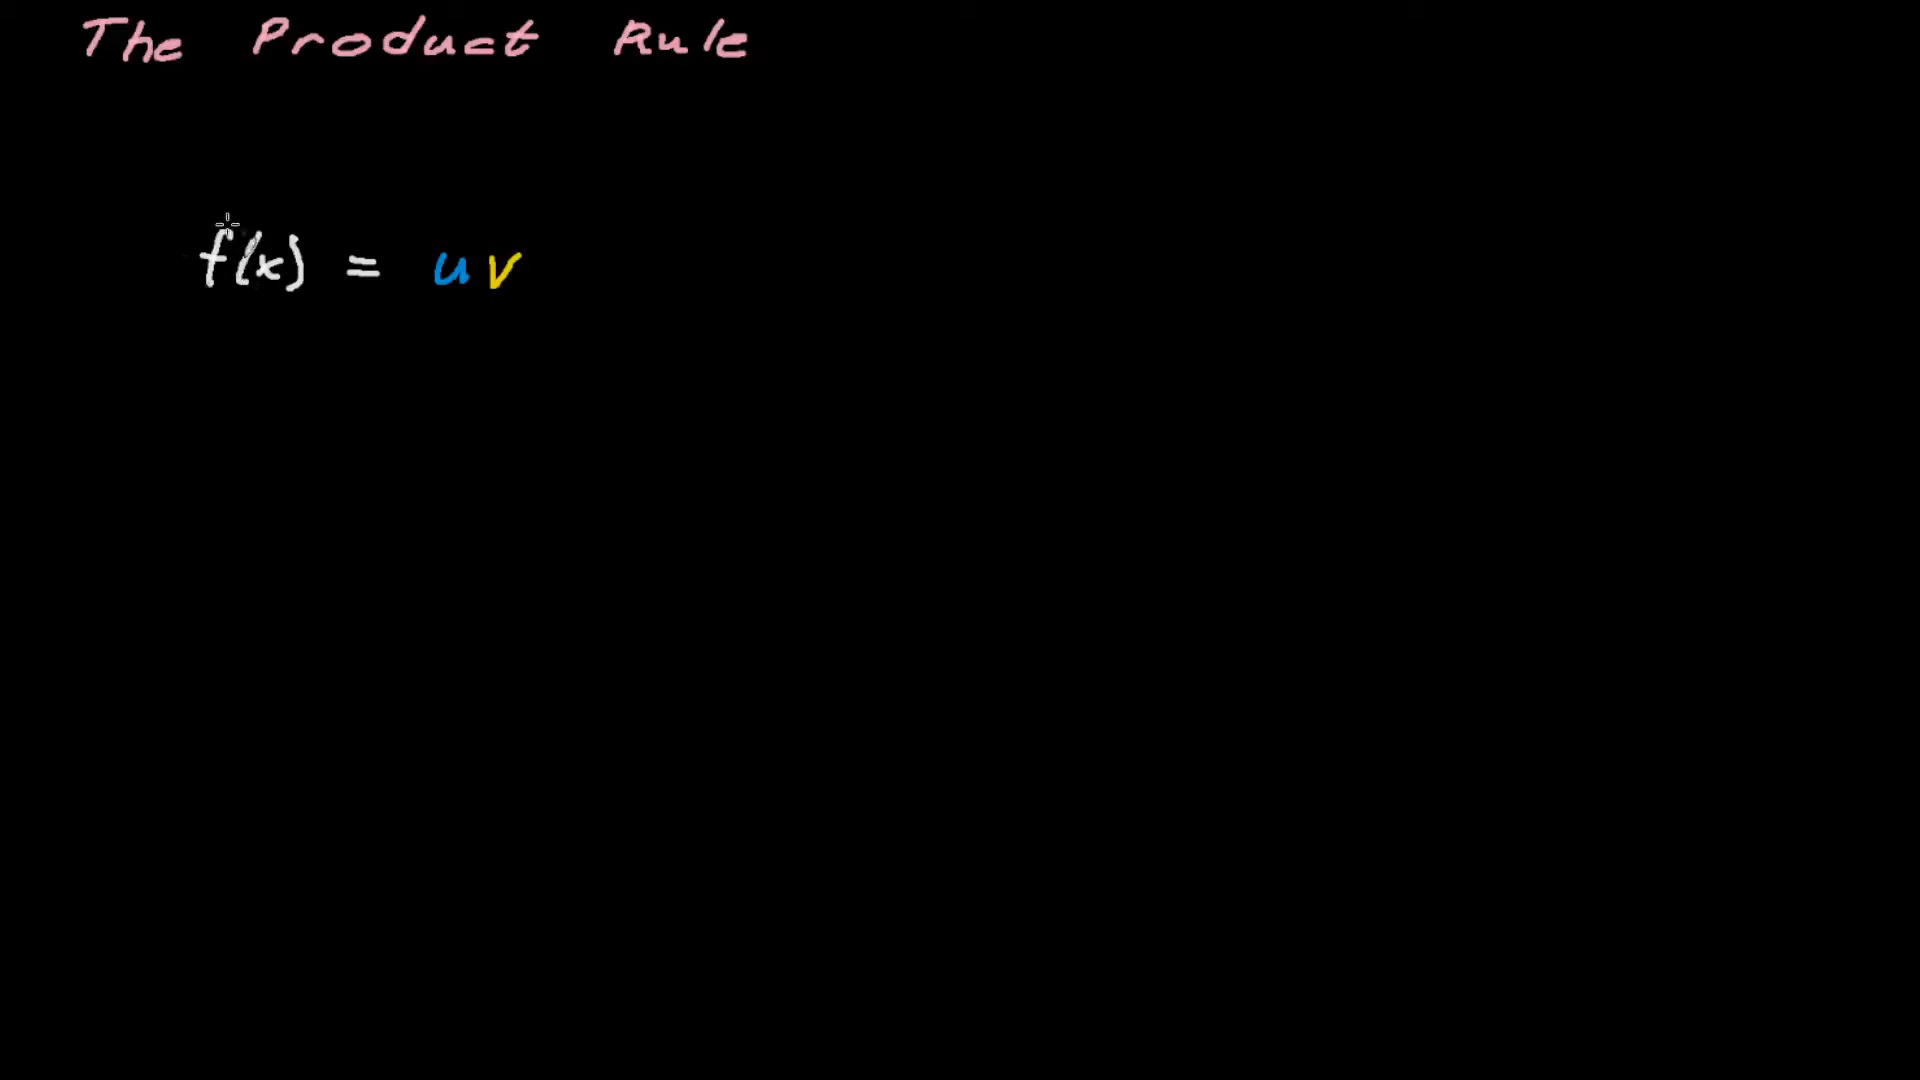 The Product Rule
f(x) = uv